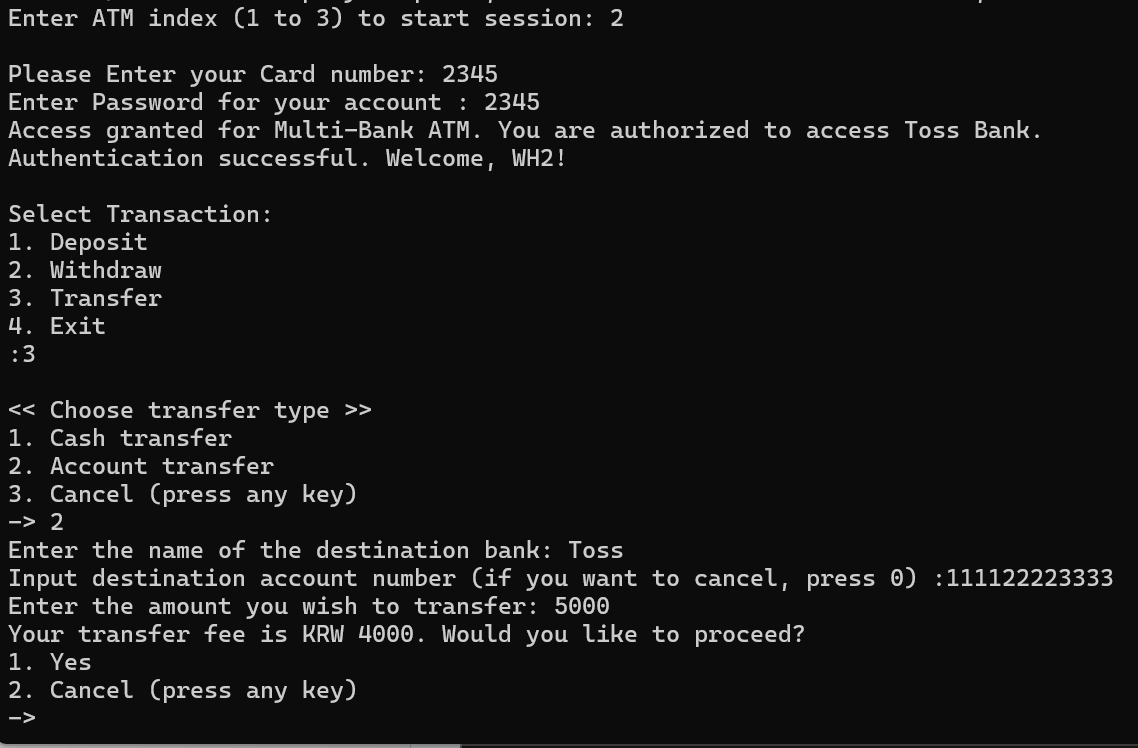 Enter ATM index (1 to 3) to start session: 2
Please Enter your Card number: 2345
Enter Password for your account : 2345
Access granted for Multi-Bank ATM. You are authorized to access Toss Bank.
Authentication successful. Welcome, WH2!
Select Transaction:
1. Deposit
2. Withdraw
3. Transfer
4. Exit
:3
<< Choose transfer type >>
1. Cash transfer
2. Account transfer
3. Cancel (press any key)
-> 2
Enter the name of the destination bank: Toss
Input destination account number (if you want to cancel, press 0) :111122223333
Enter the amount you wish to transfer: 5000
Your transfer fee is KRW 4000. Would you like to proceed?
1. Yes
2. Cancel (press any key)
->